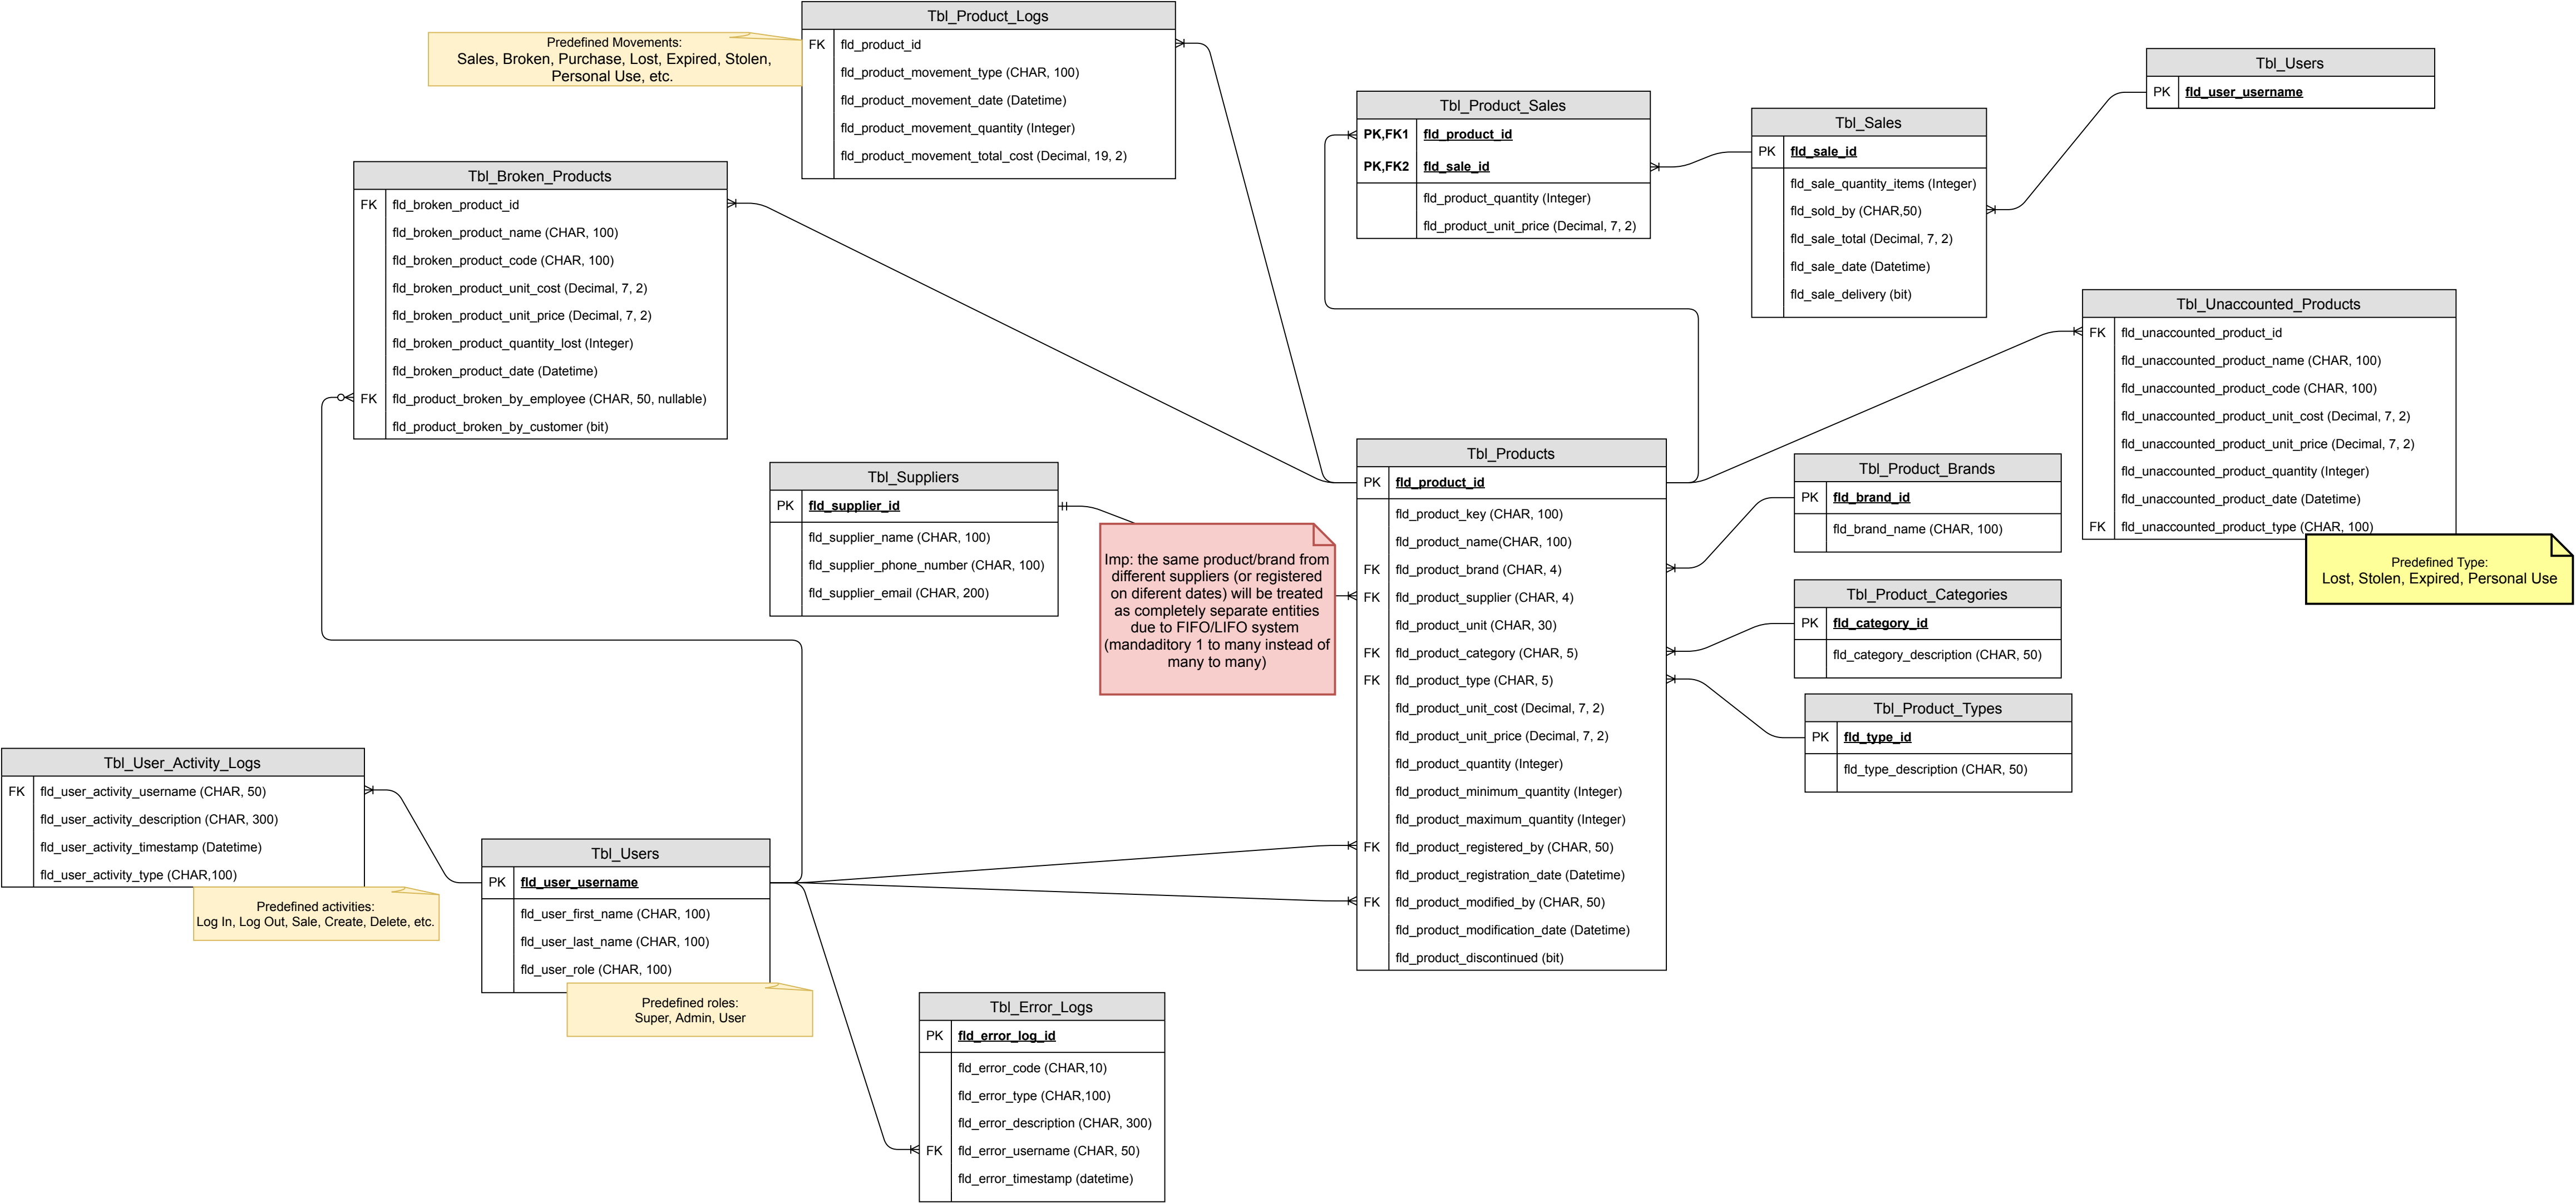 Tbl_Product_Logs
FK fld_product_id
fld_product_movement_type (CHAR, 100)
fld_product_movement_date (Datetime)
fld_product_movement_quantity (Integer)
fld_product_movement_total_cost (Decimal, 19, 2)
Predefined Movements:
Sales, Broken, Purchase, Lost, Expired, Stolen,
Personal Use, etc.
Tbl_Users
PK fld_user_username
Tbl_Product_Sales
PK,FK1 fld_product_id
PK,FK2 fld_sale_id
fld_product_quantity (Integer)
fld_product_unit_price (Decimal, 7, 2)
Tbl_Sales
PK fld_sale_id
fld_sale_quantity_items (Integer)
fld_sold_by (CHAR,50)
fld_sale_total (Decimal, 7, 2)
fld_sale_date (Datetime)
fld_sale_delivery (bit)
Tbl_Broken_Products
FK fld_broken_product_id
fld_broken_product_name (CHAR, 100)
fld_broken_product_code (CHAR, 100)
fld_broken_product_unit_cost (Decimal, 7, 2)
fld_broken_product_unit_price (Decimal, 7, 2)
fld_broken_product_quantity_lost (Integer)
fld_broken_product_date (Datetime)
FK fld_product_broken_by_employee (CHAR, 50, nullable)
fld_product_broken_by_customer (bit)
Tbl_Unaccounted_Products
FK fld_unaccounted_product_id
fld_unaccounted_product_name (CHAR, 100)
fld_unaccounted_product_code (CHAR, 100)
fld_unaccounted_product_unit_cost (Decimal, 7, 2)
fld_unaccounted_product_unit_price (Decimal, 7, 2)
fld_unaccounted_product_quantity (Integer)
fld_unaccounted_product_date (Datetime)
FK fld_unaccounted_product_type (CHAR, 100)
Predefined Type:
Lost, Stolen, Expired, Personal Use
Tbl_Suppliers
PK fld_supplier_id
fld_supplier_name (CHAR, 100)
fld_supplier_phone_number (CHAR, 100)
fld_supplier_email (CHAR, 200)
Imp: the same product/brand from
different suppliers (or registered
on diferent dates) will be treated
as completely separate entities
due to FIFO/LIFO system
(mandaditory 1 to many instead of
many to many)
Tbl_Products
PK fld_product_id
fld_product_key (CHAR, 100)
fld_product_name(CHAR, 100)
FK fld_product_brand (CHAR, 4)
FK fld_product_supplier (CHAR, 4)
fld_product_unit (CHAR, 30)
FK fld_product_category (CHAR, 5)
FK fld_product_type (CHAR, 5)
fld_product_unit_cost (Decimal, 7, 2)
fld_product_unit_price (Decimal, 7, 2)
fld_product_quantity (Integer)
fld_product_minimum_quantity (Integer)
fld_product_maximum_quantity (Integer)
FK fld_product_registered_by (CHAR, 50)
fld_product_registration_date (Datetime)
FK fld_product_modified_by (CHAR, 50)
fld_product_modification_date (Datetime)
fld_product_discontinued (bit)
Tbl_Product_Brands
PK fld_brand_id
fld_brand_name (CHAR, 100)
Tbl_Product_Categories
PK fld_category_id
fld_category_description (CHAR, 50)
Tbl_Product_Types
PK fld_type_id
fld_type_description (CHAR, 50)
Tbl_User_Activity_Logs
FK fld_user_activity_username (CHAR, 50)
fld_user_activity_description (CHAR, 300)
fld_user_activity_timestamp (Datetime)
fld_user_activity_type (CHAR,100)
Predefined activities:
Log In, Log Out, Sale, Create, Delete, etc.
Tbl_Users
PK fld_user_username
fld_user_first_name (CHAR, 100)
fld_user_last_name (CHAR, 100)
fld_user_role (CHAR, 100)
Predefined roles:
Super, Admin, User
Tbl_Error_Logs
PK fld_error_log_id
fld_error_code (CHAR,10)
fld_error_type (CHAR,100)
fld_error_description (CHAR, 300)
FK fld_error_username (CHAR, 50)
fld_error_timestamp (datetime)